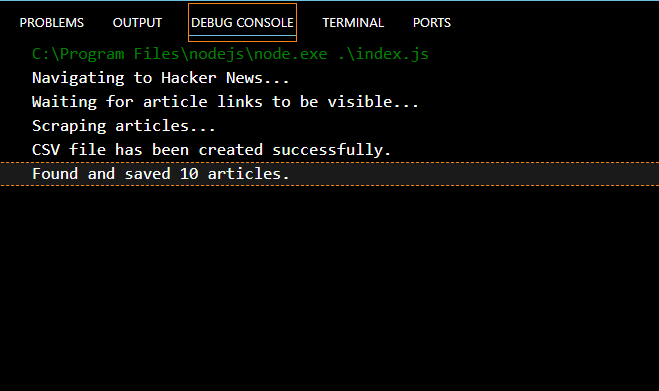 PROBLEMS OUTPUT DEBUG CONSOLE TERMINAL PORTS
C:\Program Files\nodejs\node.exe .\index.js
Navigating to Hacker News...
Waiting for article links to be visible...
Scraping articles...
CSV file has been created successfully.
Found and saved 10 articles.